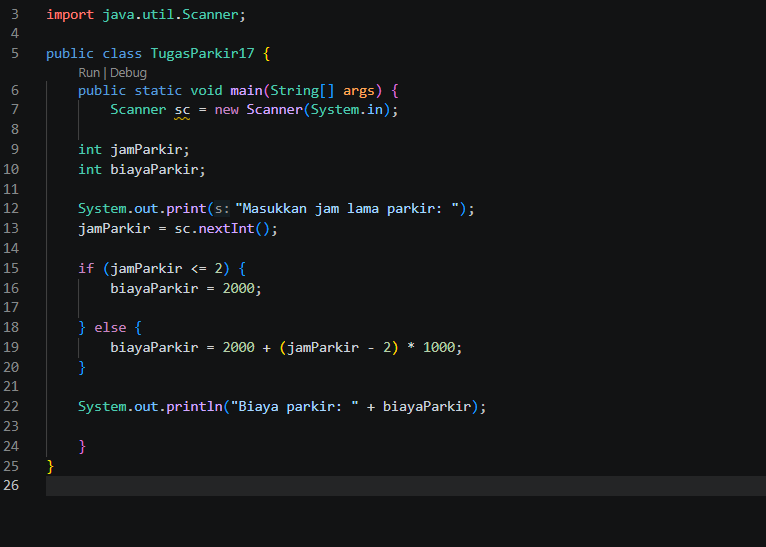 3 import java.util.Scanner;
4
5 public class TugasParkir17 {
Run | Debug
6 public static void main(String[] args) {
7 Scanner sc = new Scanner(System.in);
8
9 int jamParkir;
10 int biayaParkir;
11
12 System.out.print(s: "Masukkan jam lama parkir: ");
13 jamParkir = sc.nextInt();
14
15 if (jamParkir <= 2) {
16 biayaParkir = 2000;
17
18 } else {
19 biayaParkir = 2000 + (jamParkir - 2) * 1000;
20 }
21
22 System.out.println("Biaya parkir: " + biayaParkir);
23
24 }
25 }
26